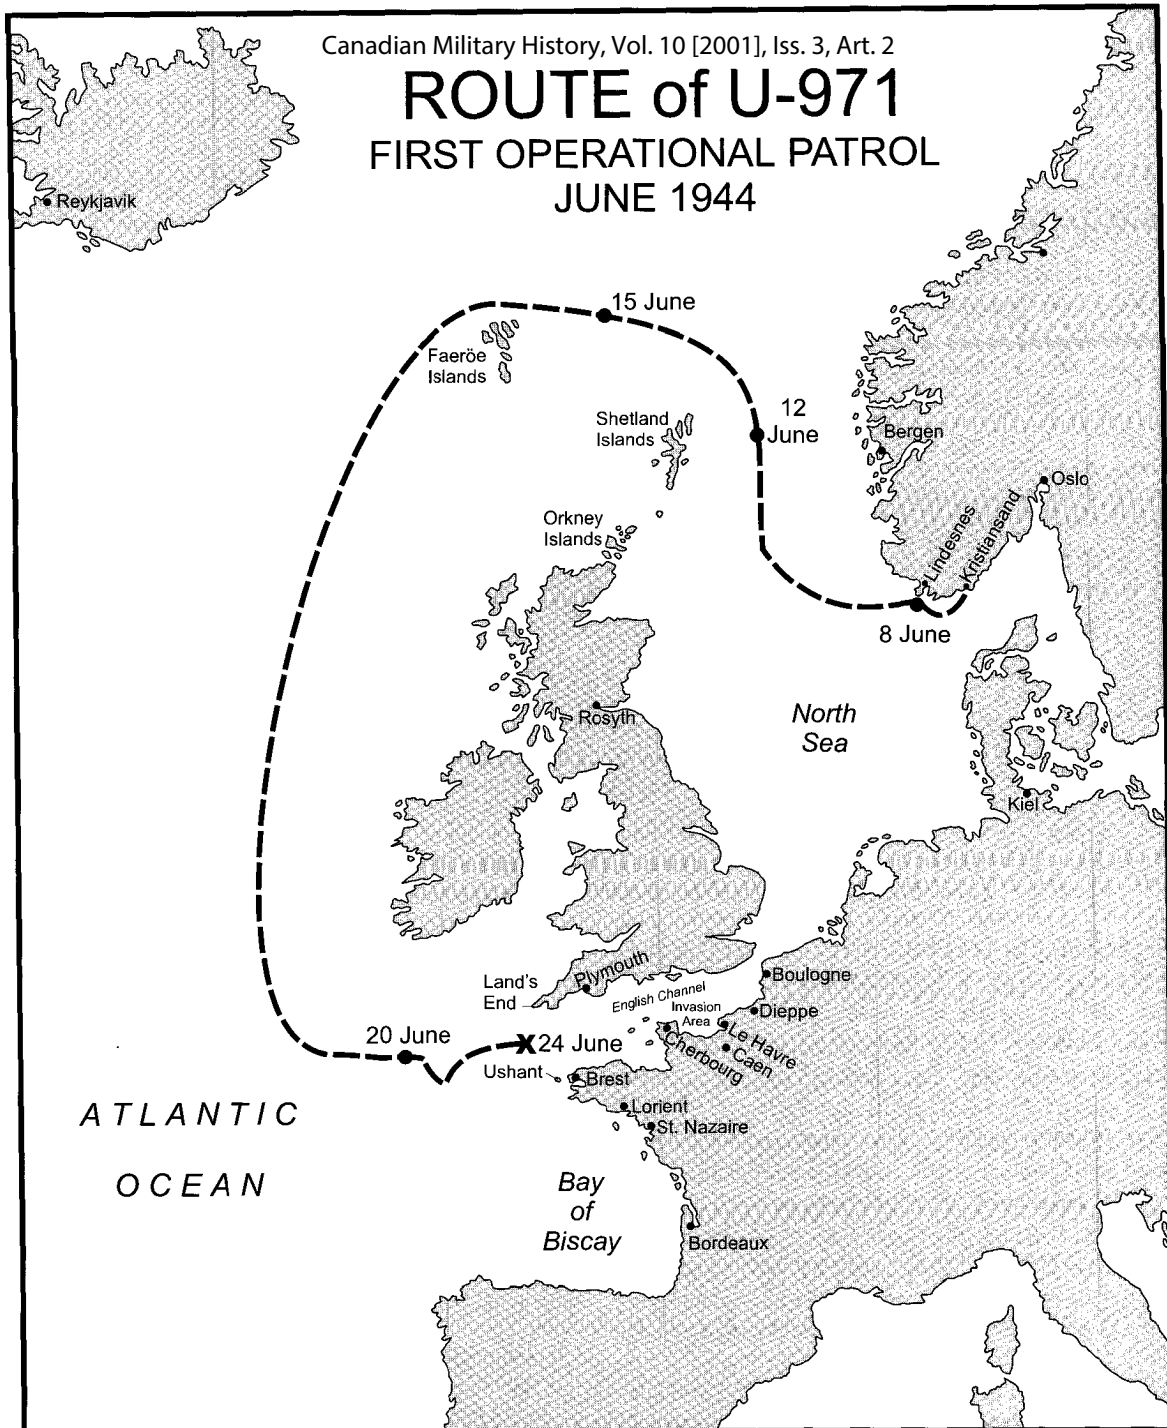 Canadian Military History, Vol. 10 [2001], Iss. 3, Art. 2
ROUTE of U-971
FIRST OPERATIONAL PATROL
JUNE 1944
Reykjavik
15 June
Faeröe
Islands
12
June
Shetland
Islands
Bergen
Oslo
Orkney
Islands
Lindesnes
Kristiansand
8 June
Rosyth
North
Sea
Kiel
Land's
End
Plymouth
English Channel
Invasion
Area
Boulogne
Dieppe
Le Havre
Caen
Cherbourg
20 June
X 24 June
Ushant
Brest
Lorient
St. Nazaire
ATLANTIC
OCEAN
Bay
of
Biscay
Bordeaux